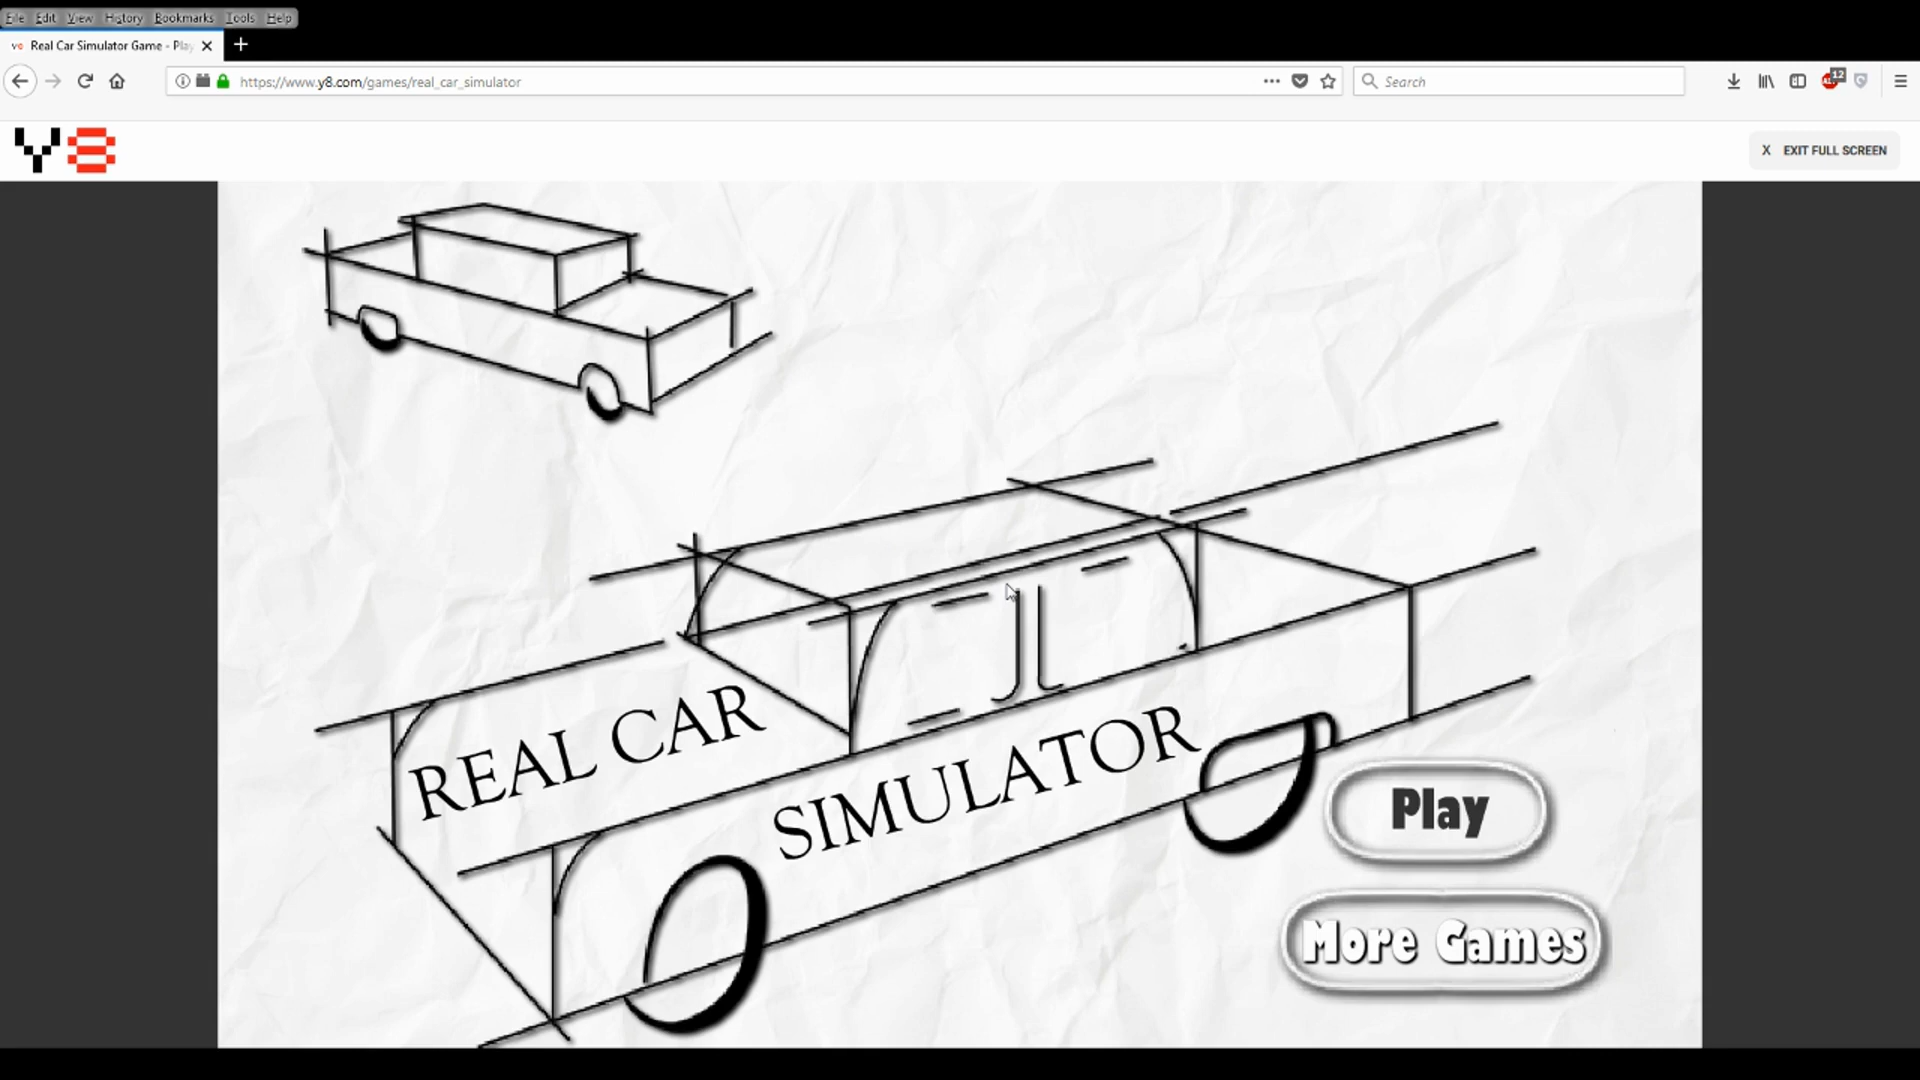 File Edit View History Bookmarks Tools Help
Real Car Simulator Game - Play
https://www.y8.com/games/real_car_simulator
Search
12
Y8
X EXIT FULL SCREEN
REAL CAR
SIMULATOR
Play
More Games